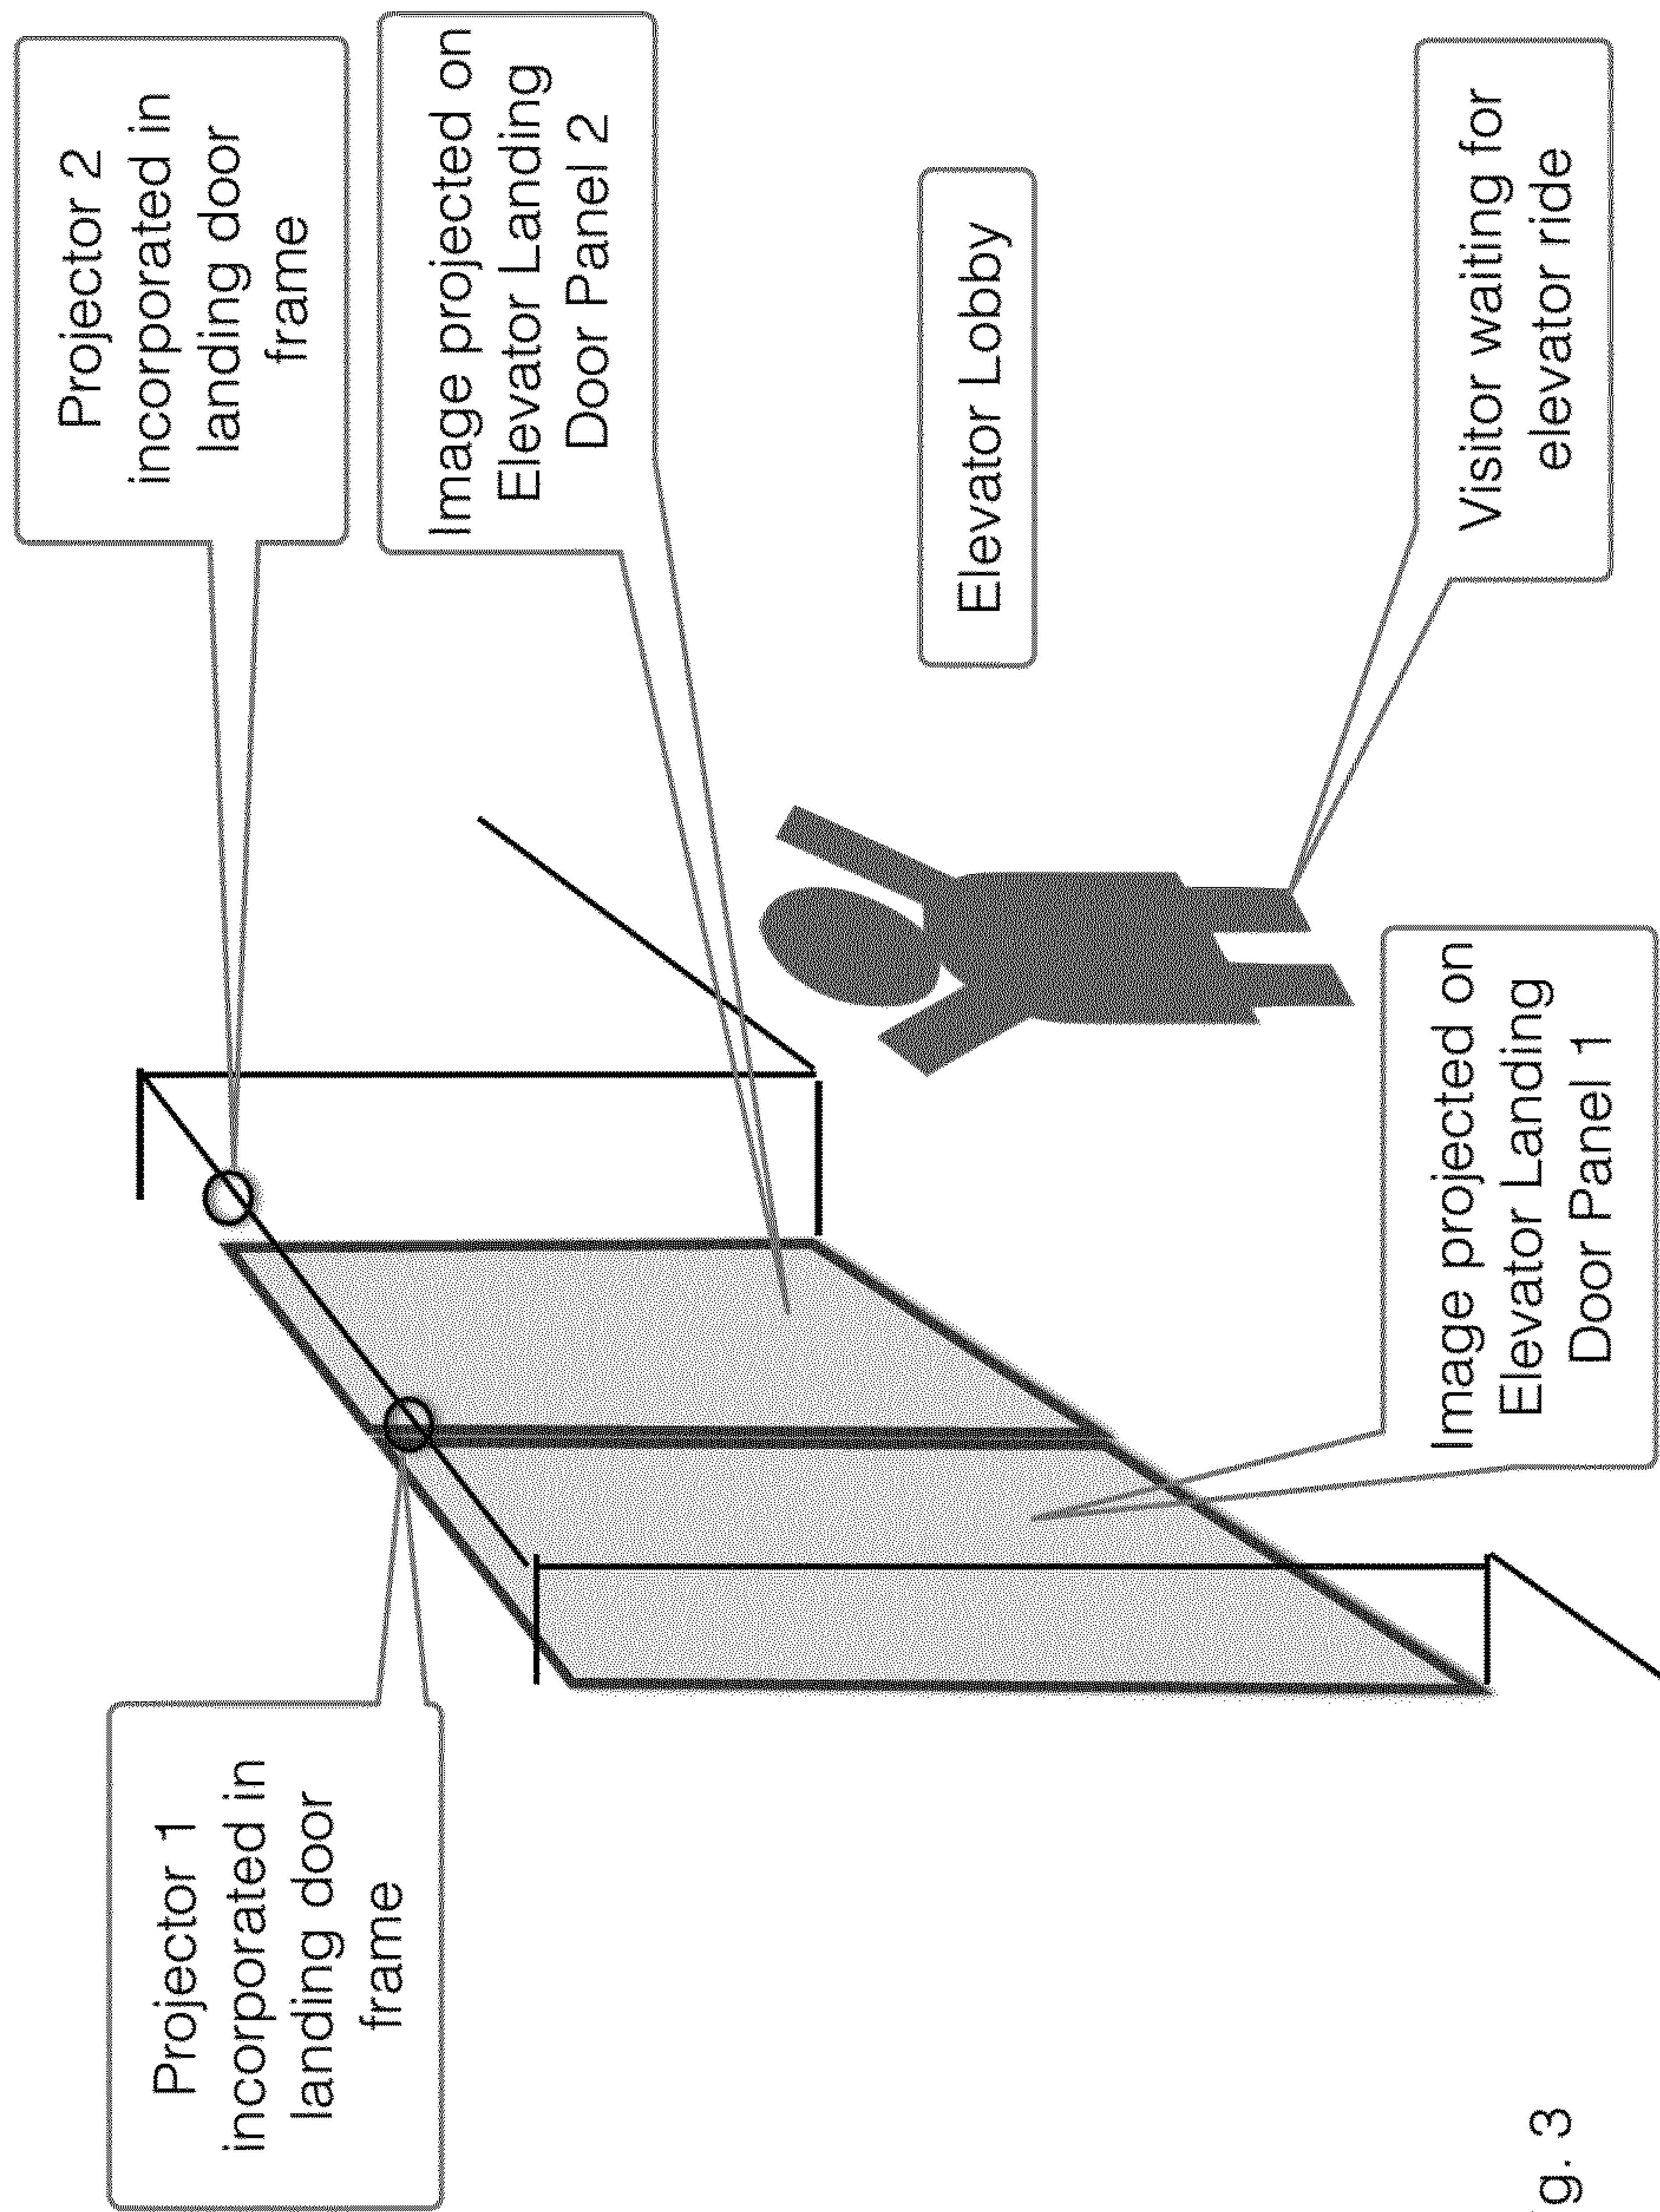 Projector 1
incorporated in
landing door
frame
Projector 2
incorporated in
landing door
frame
Image projected on
Elevator Landing
Door Panel 2
Elevator Lobby
Visitor waiting for
elevator ride
Image projected on
Elevator Landing
Door Panel 1
g. 3